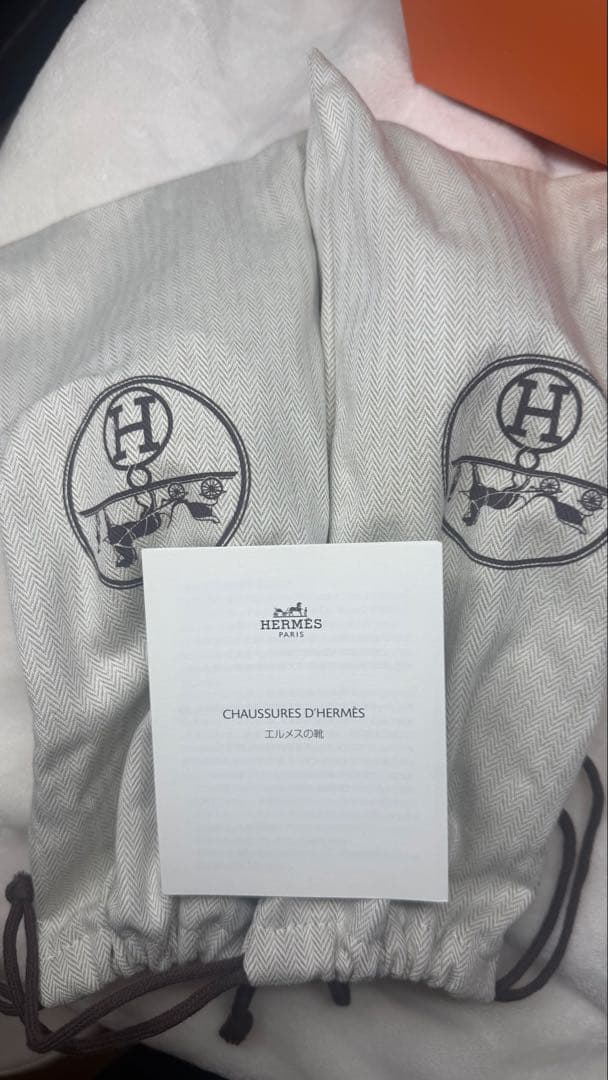 H
H
HERMÈS
PARIS
CHAUSSURES D'HERMÈS
エルメスの靴